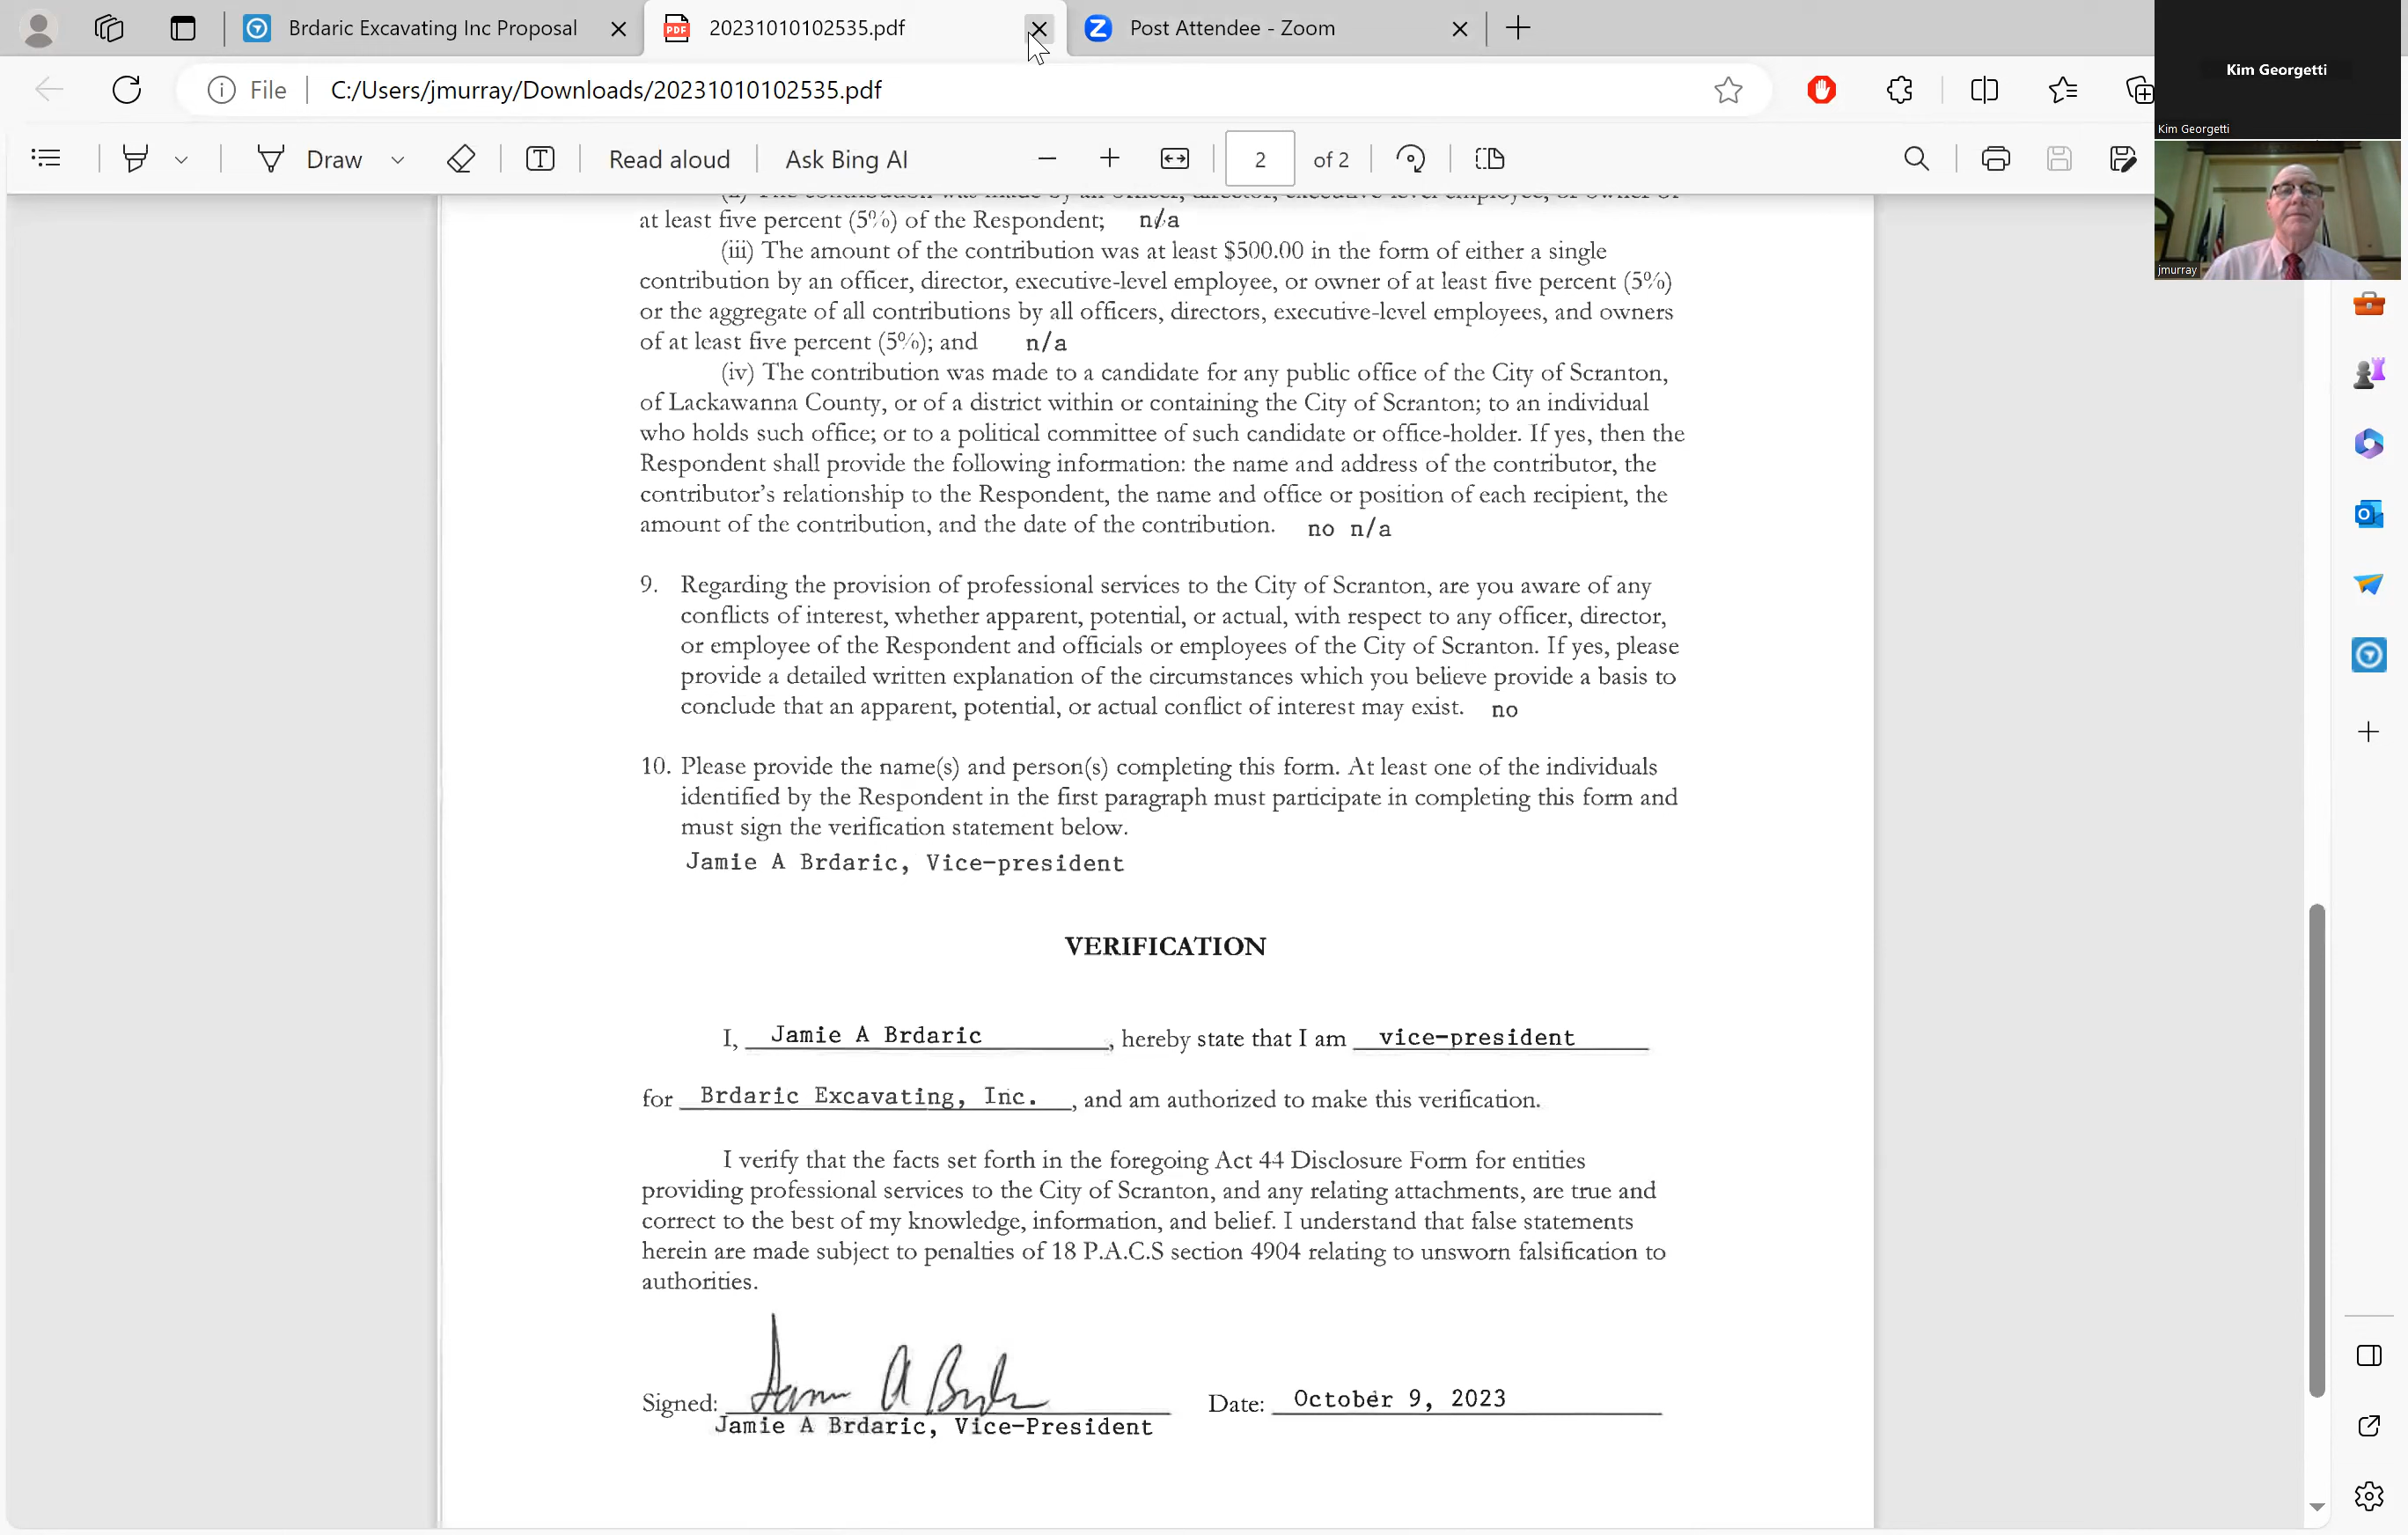 Brdaric Excavating Inc Proposal
20231010102535.pdf
Post Attendee - Zoom
File
C:/Users/jmurray/Downloads/20231010102535.pdf
Kim Georgetti
Kim Georgetti
jmurray
Draw
Read aloud
Ask Bing AI
2
of 2
(ii) The contribution was made by an officer, director, executive-level employee, or owner of
at least five percent (5%) of the Respondent; n/a
(iii) The amount of the contribution was at least $500.00 in the form of either a single
contribution by an officer, director, executive-level employee, or owner of at least five percent (5%)
or the aggregate of all contributions by all officers, directors, executive-level employees, and owners
of at least five percent (5%); and n/a
(iv) The contribution was made to a candidate for any public office of the City of Scranton,
of Lackawanna County, or of a district within or containing the City of Scranton; to an individual
who holds such office; or to a political committee of such candidate or office-holder. If yes, then the
Respondent shall provide the following information: the name and address of the contributor, the
contributor's relationship to the Respondent, the name and office or position of each recipient, the
amount of the contribution, and the date of the contribution. no n/a
9. Regarding the provision of professional services to the City of Scranton, are you aware of any
conflicts of interest, whether apparent, potential, or actual, with respect to any officer, director,
or employee of the Respondent and officials or employees of the City of Scranton. If yes, please
provide a detailed written explanation of the circumstances which you believe provide a basis to
conclude that an apparent, potential, or actual conflict of interest may exist. no
10. Please provide the name(s) and person(s) completing this form. At least one of the individuals
identified by the Respondent in the first paragraph must participate in completing this form and
must sign the verification statement below.
Jamie A Brdaric, Vice-president
VERIFICATION
I, Jamie A Brdaric, hereby state that I am vice-president
for Brdaric Excavating, Inc., and am authorized to make this verification.
I verify that the facts set forth in the foregoing Act 44 Disclosure Form for entities
providing professional services to the City of Scranton, and any relating attachments, are true and
correct to the best of my knowledge, information, and belief. I understand that false statements
herein are made subject to penalties of 18 P.A.C.S section 4904 relating to unsworn falsification to
authorities.
Signed: Date: October 9, 2023
Jamie A Brdaric, Vice-President